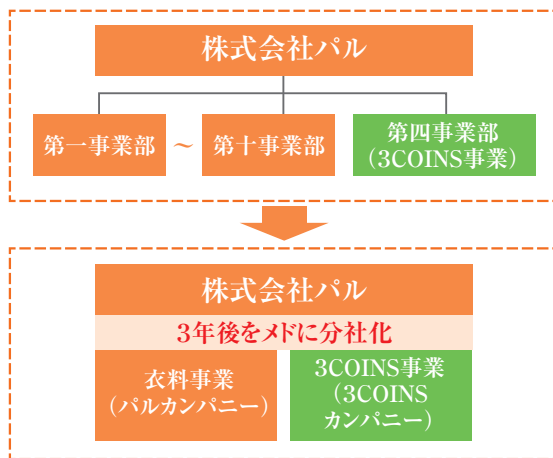 株式会社パル
第一事業部 ～ 第十事業部
第四事業部
（3COINS事業）
株式会社パル
3年後をメドに分社化
衣料事業
（パルカンパニー）
3COINS事業
（3COINS
カンパニー）